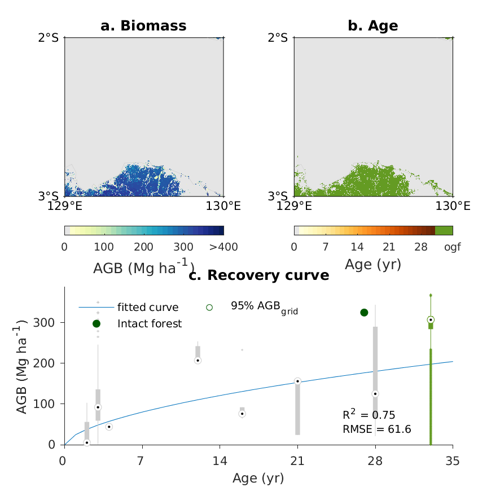 a. Biomass
b. Age
2°S
2°S
3°S
3°S
129°E
130°E
129°E
130°E
0 100 200 300 >400
0 7 14 21 28 ogf
AGB (Mg ha⁻¹)
Age (yr)
c. Recovery curve
fitted curve
95% AGB_grid
Intact forest
AGB (Mg ha⁻¹)
300
200
100
0
R² = 0.75
RMSE = 61.6
0 7 14 21 28 35
Age (yr)